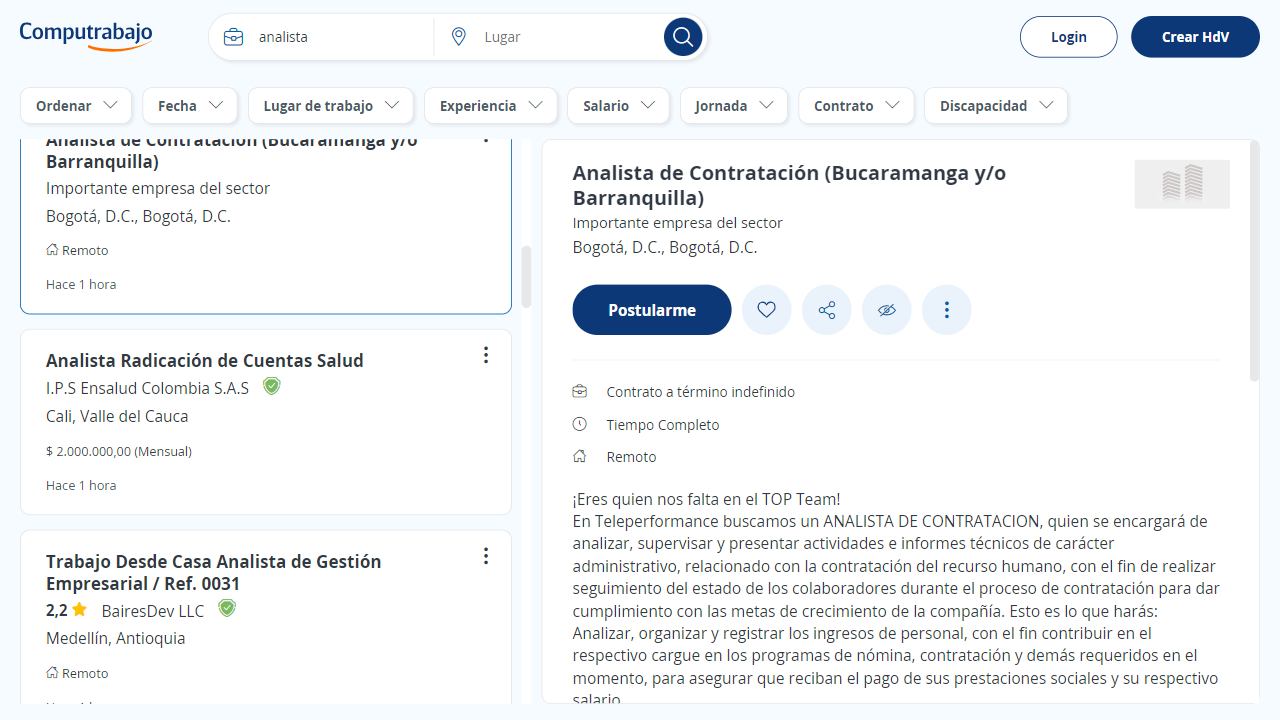 Computrabajo
analista
Lugar
Login
Crear HdV
Ordenar
Fecha
Lugar de trabajo
Experiencia
Salario
Jornada
Contrato
Discapacidad
Analista de Contratación (Bucaramanga y/o
Barranquilla)
Importante empresa del sector
Bogotá, D.C., Bogotá, D.C.
Remoto
Hace 1 hora
Analista Radicación de Cuentas Salud
I.P.S Ensalud Colombia S.A.S
Cali, Valle del Cauca
$ 2.000.000,00 (Mensual)
Hace 1 hora
Trabajo Desde Casa Analista de Gestión
Empresarial / Ref. 0031
2,2 BairesDev LLC
Medellín, Antioquia
Remoto
Analista de Contratación (Bucaramanga y/o
Barranquilla)
Importante empresa del sector
Bogotá, D.C., Bogotá, D.C.
Postularme
Contrato a término indefinido
Tiempo Completo
Remoto
¡Eres quien nos falta en el TOP Team!
En Teleperformance buscamos un ANALISTA DE CONTRATACION, quien se encargará de
analizar, supervisar y presentar actividades e informes técnicos de carácter
administrativo, relacionado con la contratación del recurso humano, con el fin de realizar
seguimiento del estado de los colaboradores durante el proceso de contratación para dar
cumplimiento con las metas de crecimiento de la compañía. Esto es lo que harás:
Analizar, organizar y registrar los ingresos de personal, con el fin contribuir en el
respectivo cargue en los programas de nómina, contratación y demás requeridos en el
momento, para asegurar que reciban el pago de sus prestaciones sociales y su respectivo
salario